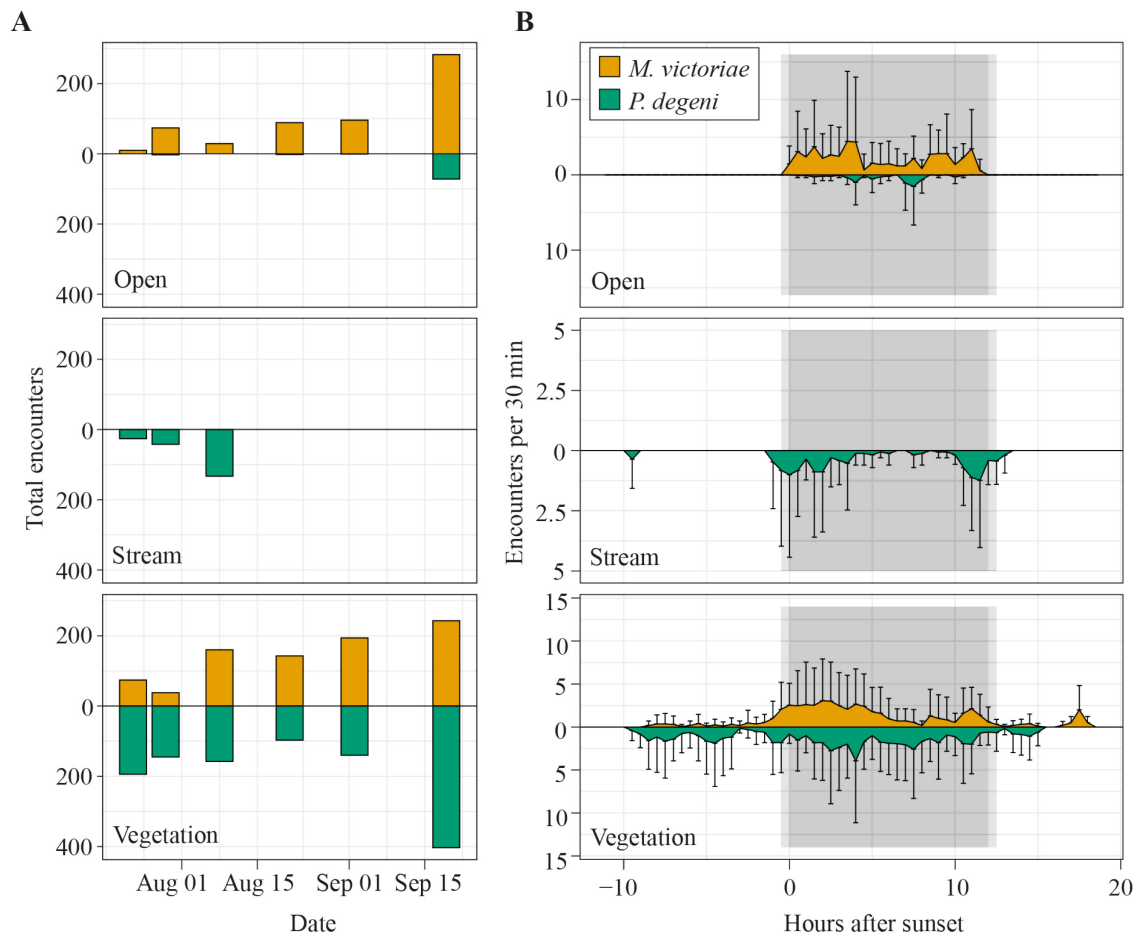 A
B
Total encounters
200
0
200
400
Open
200
0
200
400
Stream
200
0
200
400
Vegetation
Aug 01
Aug 15
Sep 01
Sep 15
Date
Encounters per 30 min
M. victoriae
P. degeni
10
0
10
Open
5
2.5
0
2.5
5
Stream
15
10
5
0
5
10
15
Vegetation
−10
0
10
20
Hours after sunset